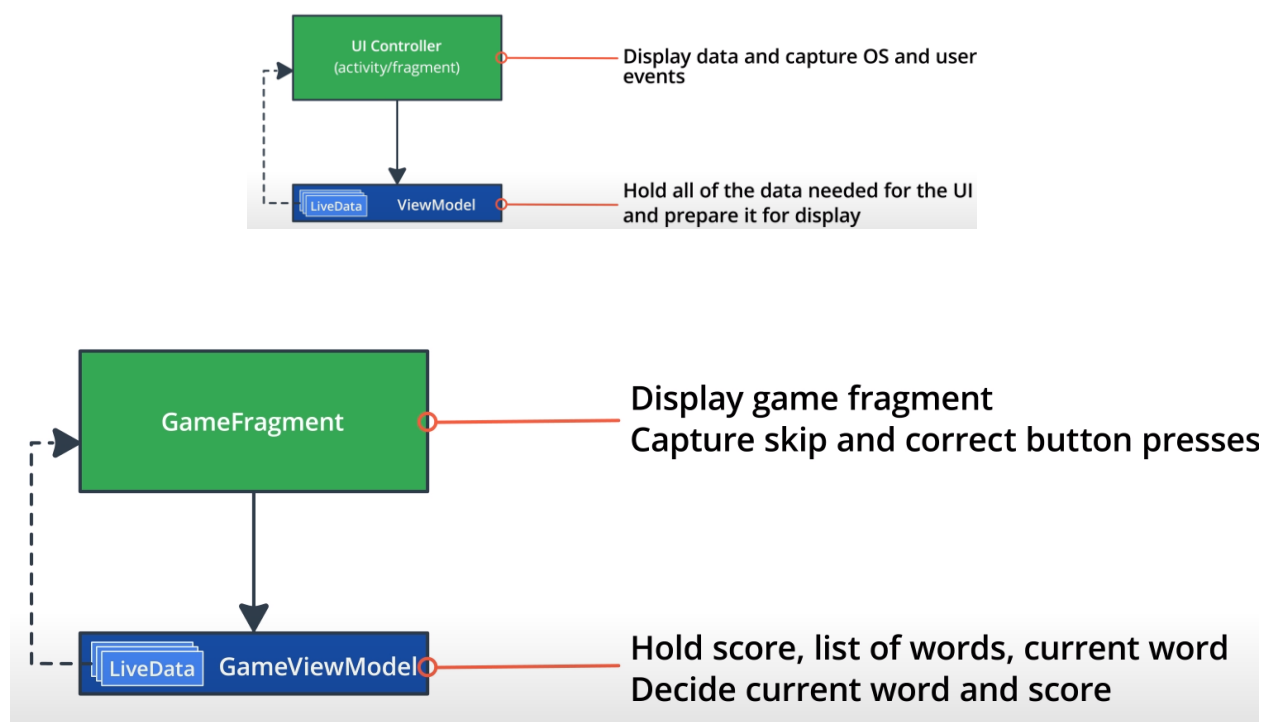 UI Controller
(activity/fragment)
Display data and capture OS and user
events
LiveData
ViewModel
Hold all of the data needed for the UI
and prepare it for display
GameFragment
Display game fragment
Capture skip and correct button presses
LiveData
GameViewModel
Hold score, list of words, current word
Decide current word and score